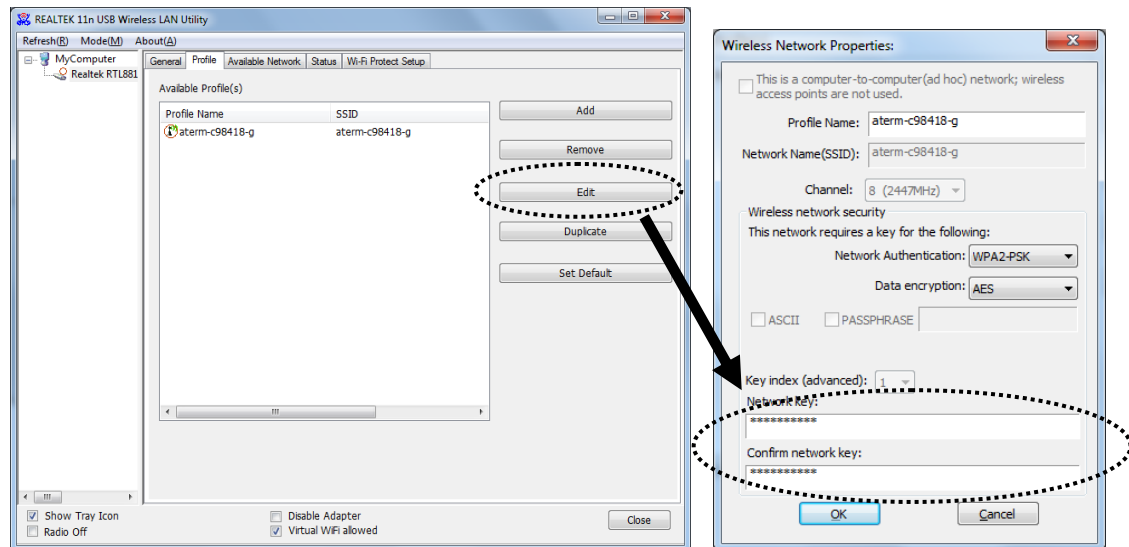 REALTEK 11n USB Wireless LAN Utility
Refresh(R) Mode(M) About(A)
MyComputer
Realtek RTL881
General Profile Available Network Status Wi-Fi Protect Setup
Available Profile(s)
Profile Name SSID
aterm-c98418-g aterm-c98418-g
Add
Remove
Edit
Duplicate
Set Default
Show Tray Icon
Radio Off
Disable Adapter
Virtual WiFi allowed
Close
Wireless Network Properties:
This is a computer-to-computer(ad hoc) network; wireless
access points are not used.
Profile Name: aterm-c98418-g
Network Name(SSID): aterm-c98418-g
Channel: 8 (2447MHz)
Wireless network security
This network requires a key for the following:
Network Authentication: WPA2-PSK
Data encryption: AES
ASCII PASSPHRASE
Key index (advanced): 1
Network key:
**********
Confirm network key:
**********
OK Cancel